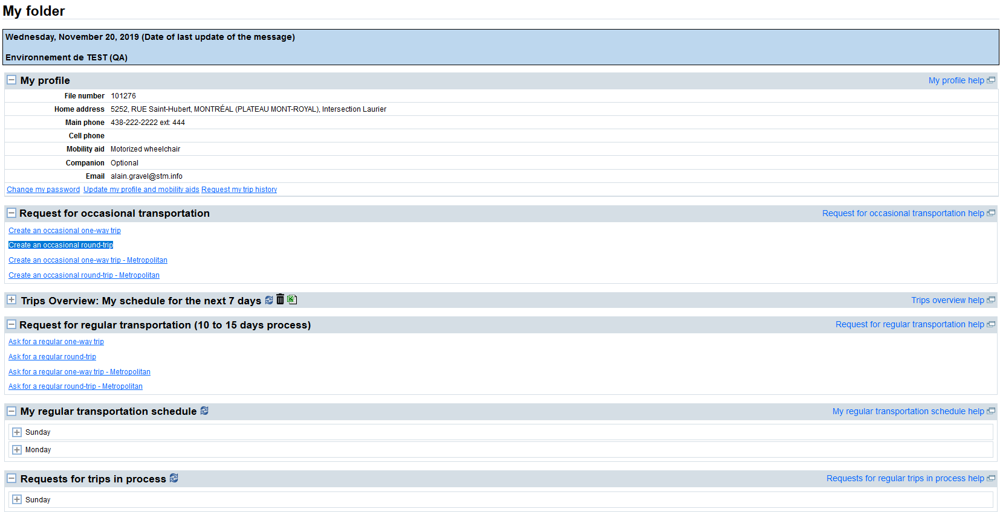 My folder
Wednesday, November 20, 2019 (Date of last update of the message)
Environnement de TEST (QA)
My profile My profile help
File number 101276
Home address 5252, RUE Saint-Hubert, MONTRÉAL (PLATEAU MONT-ROYAL), Intersection Laurier
Main phone 438-222-2222 ext: 444
Cell phone
Mobility aid Motorized wheelchair
Companion Optional
Email alain.gravel@stm.info
Change my password Update my profile and mobility aids Request my trip history
Request for occasional transportation Request for occasional transportation help
Create an occasional one-way trip
Create an occasional round-trip
Create an occasional one-way trip - Metropolitan
Create an occasional round-trip - Metropolitan
Trips Overview: My schedule for the next 7 days Trips overview help
Request for regular transportation (10 to 15 days process) Request for regular transportation help
Ask for a regular one-way trip
Ask for a regular round-trip
Ask for a regular one-way trip - Metropolitan
Ask for a regular round-trip - Metropolitan
My regular transportation schedule My regular transportation schedule help
Sunday
Monday
Requests for trips in process Requests for regular trips in process help
Sunday